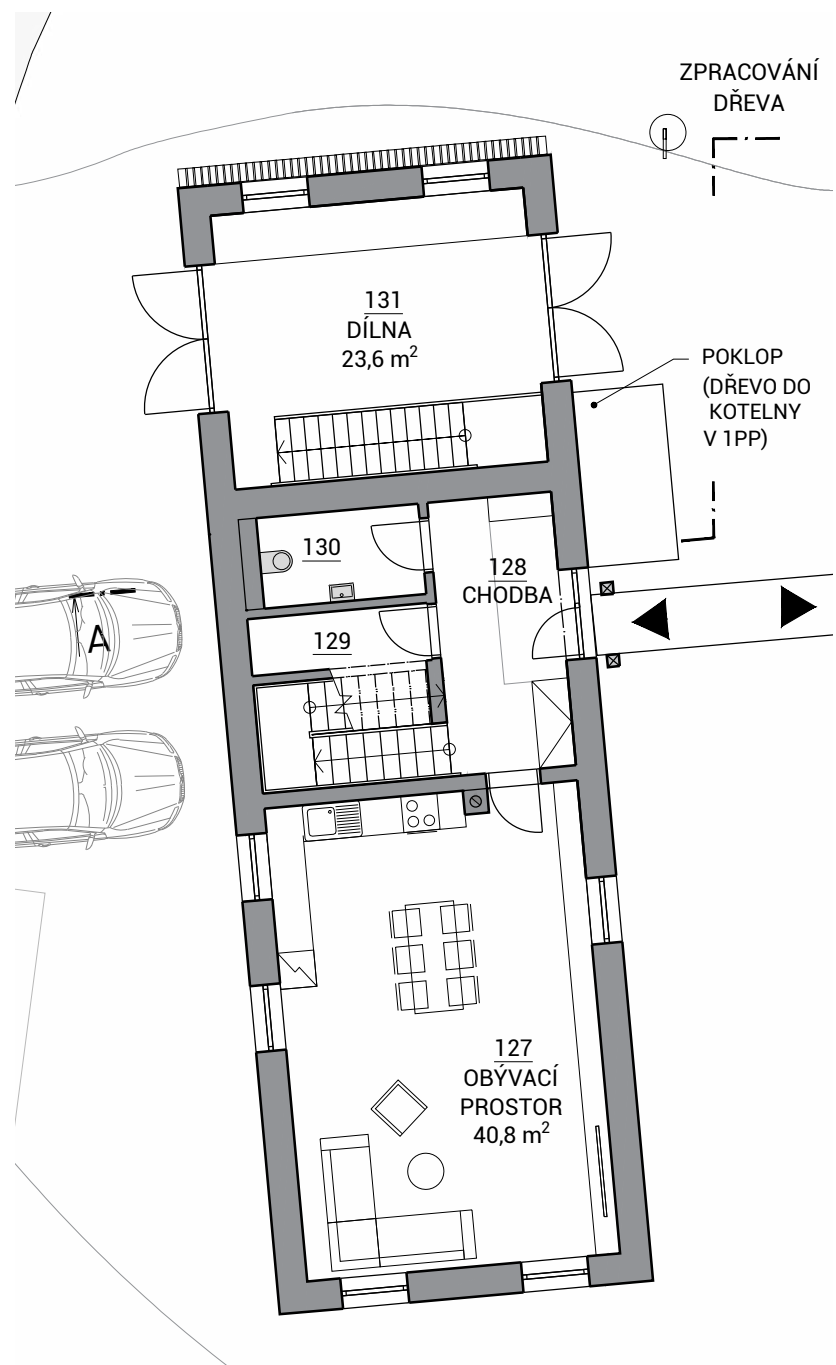 ZPRACOVÁNÍ
DŘEVA
131
DÍLNA
23,6 m²
POKLOP
(DŘEVO DO
KOTELNY
V 1PP)
130
128
CHODBA
129
A
127
OBÝVACÍ
PROSTOR
40,8 m²